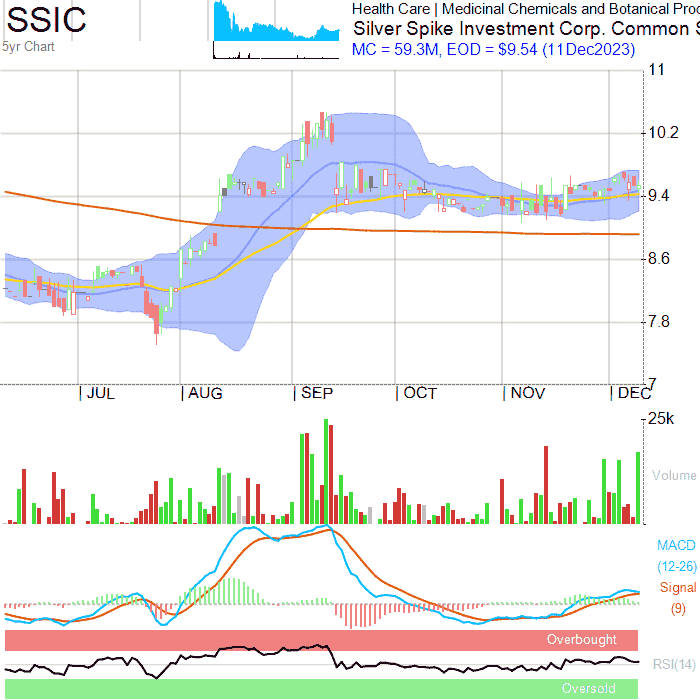 SSIC
5yr Chart
Health Care | Medicinal Chemicals and Botanical Pro
Silver Spike Investment Corp. Common S
MC = 59.3M, EOD = $9.54 (11Dec2023)
11
10.2
9.4
8.6
7.8
7
JUL
AUG
SEP
OCT
NOV
DEC
25k
Volume
MACD
(12-26)
Signal
(9)
Overbought
RSI(14)
Oversold